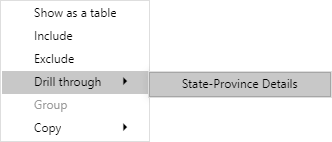 Show as a table
Include
Exclude
Drill through
State-Province Details
Group
Copy